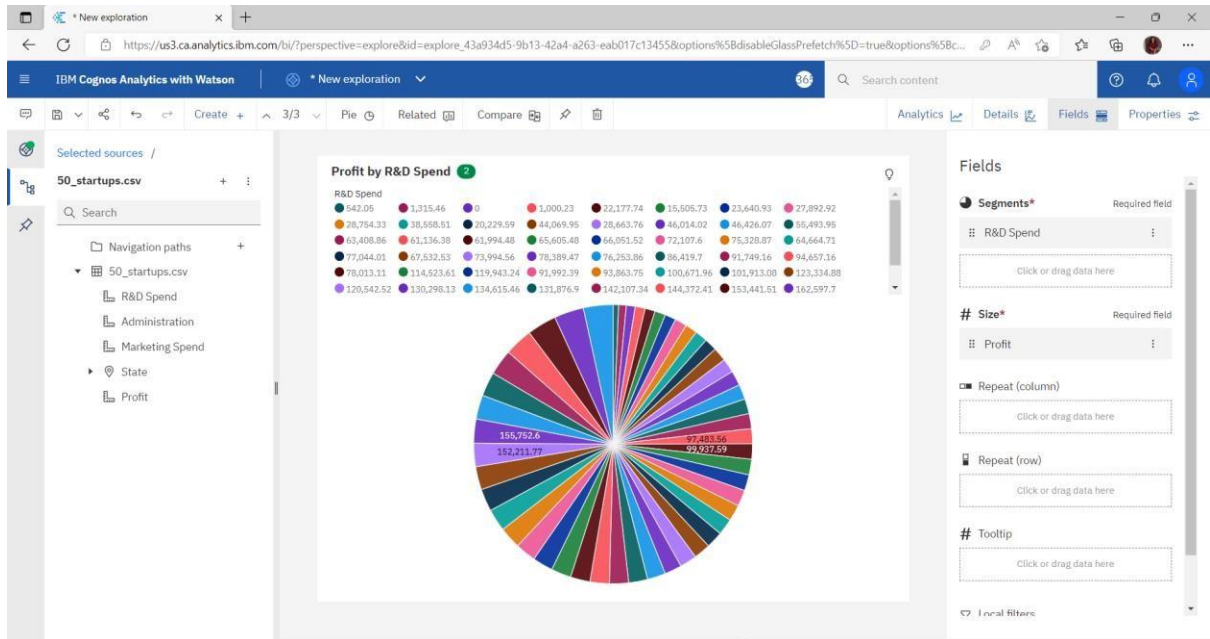 * New exploration
https://us3.ca.analytics.ibm.com/bi/?perspective=explore&id=explore_43a934d5-9b13-42a4-a263-eab017c13455&options%5BdisableGlassPrefetch%5D=true&options%5Bc...
IBM Cognos Analytics with Watson
* New exploration
Search content
Create +
3/3
Pie
Related
Compare
Analytics
Details
Fields
Properties
Selected sources /
50_startups.csv
Search
Navigation paths
50_startups.csv
R&D Spend
Administration
Marketing Spend
State
Profit
Profit by R&D Spend 2
R&D Spend
542.05 1,315.46 0 1,000.23 22,177.74 15,505.73 23,640.93 27,892.92
28,754.33 38,558.51 20,229.59 44,069.95 28,663.76 46,014.02 46,426.07 55,493.95
63,408.86 61,136.38 61,994.48 65,605.48 66,051.52 72,107.6 75,328.87 64,664.71
77,044.01 67,532.53 73,994.56 78,389.47 76,253.86 86,419.7 91,749.16 94,657.16
78,013.11 114,523.61 119,943.24 91,992.39 93,863.75 100,671.96 101,913.08 123,334.88
120,542.52 130,298.13 134,615.46 131,876.9 142,107.34 144,372.41 153,441.51 162,597.7
155,752.6
97,483.56
152,211.77
99,937.59
Fields
Segments* Required field
R&D Spend
Click or drag data here
# Size* Required field
Profit
Repeat (column)
Click or drag data here
Repeat (row)
Click or drag data here
# Tooltip
Click or drag data here
Local filters